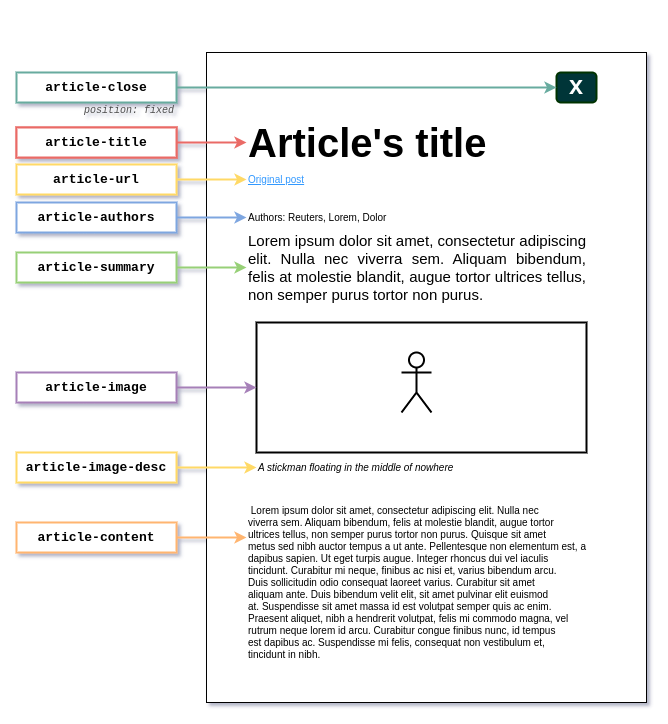 article-close
X
position: fixed
article-title
Article's title
article-url
Original post
article-authors
Authors: Reuters, Lorem, Dolor
article-summary
Lorem ipsum dolor sit amet, consectetur adipiscing
elit. Nulla nec viverra sem. Aliquam bibendum,
felis at molestie blandit, augue tortor ultrices tellus,
non semper purus tortor non purus.
article-image
article-image-desc
A stickman floating in the middle of nowhere
article-content
Lorem ipsum dolor sit amet, consectetur adipiscing elit. Nulla nec
viverra sem. Aliquam bibendum, felis at molestie blandit, augue tortor
ultrices tellus, non semper purus tortor non purus. Quisque sit amet
metus sed nibh auctor tempus a ut ante. Pellentesque non elementum est, a
dapibus sapien. Ut eget turpis augue. Integer rhoncus dui vel iaculis
tincidunt. Curabitur mi neque, finibus ac nisi et, varius bibendum arcu.
Duis sollicitudin odio consequat laoreet varius. Curabitur sit amet
aliquam ante. Duis bibendum velit elit, sit amet pulvinar elit euismod
at. Suspendisse sit amet massa id est volutpat semper quis ac enim.
Praesent aliquet, nibh a hendrerit volutpat, felis mi commodo magna, vel
rutrum neque lorem id arcu. Curabitur congue finibus nunc, id tempus
est dapibus ac. Suspendisse mi felis, consequat non vestibulum et,
tincidunt in nibh.